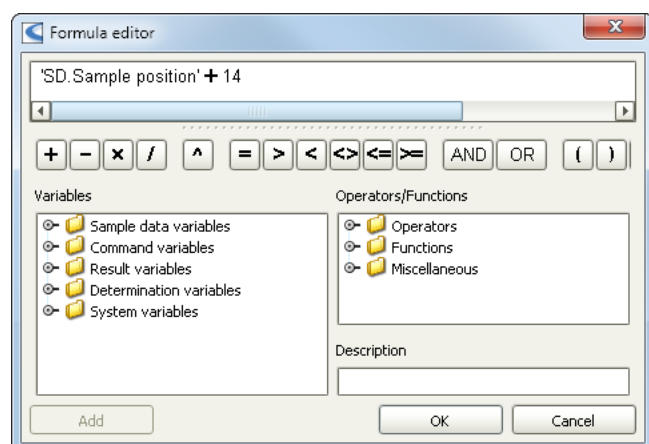 Formula editor
'SD.Sample position' + 14
+ − × / ^ = > < <> <= >= AND OR ( )
Variables
Sample data variables
Command variables
Result variables
Determination variables
System variables
Operators/Functions
Operators
Functions
Miscellaneous
Description
Add
OK
Cancel